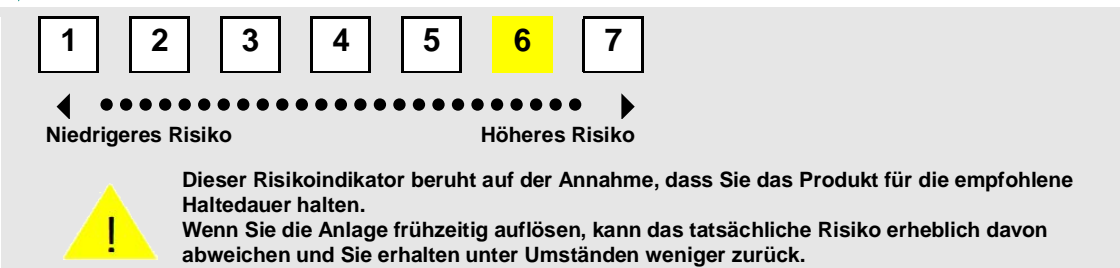 1 2 3 4 5 6 7
Niedrigeres Risiko Höheres Risiko
Dieser Risikoindikator beruht auf der Annahme, dass Sie das Produkt für die empfohlene
Haltedauer halten.
Wenn Sie die Anlage frühzeitig auflösen, kann das tatsächliche Risiko erheblich davon
abweichen und Sie erhalten unter Umständen weniger zurück.
!